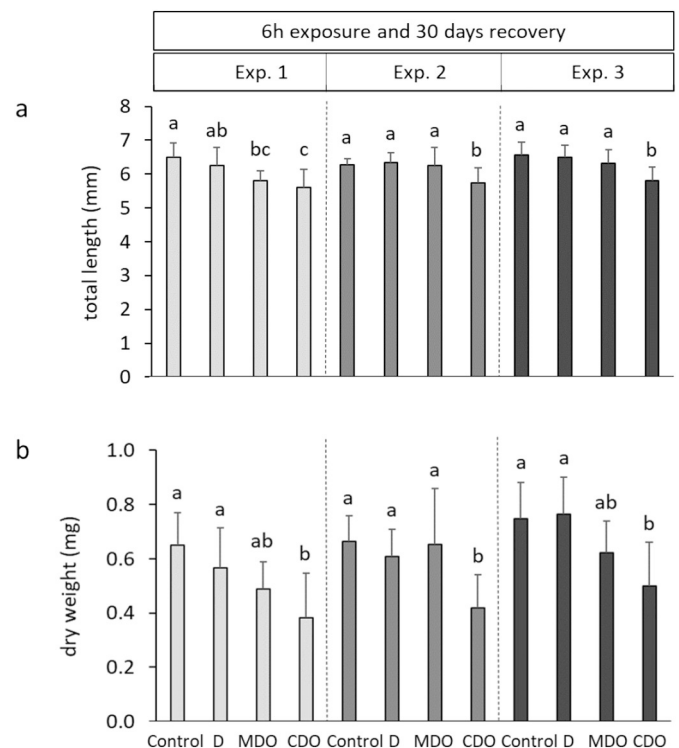 6h exposure and 30 days recovery
Exp. 1 Exp. 2 Exp. 3
a
total length (mm)
8
7
6
5
4
3
2
1
0
a ab bc c a a a b a a a b
b
dry weight (mg)
1.0
0.8
0.6
0.4
0.2
0.0
a a ab b a a a b a a ab b
Control D MDO CDO Control D MDO CDO Control D MDO CDO